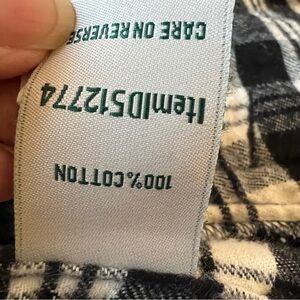 100% COTTON
ItemID512774
CARE ON REVERSE